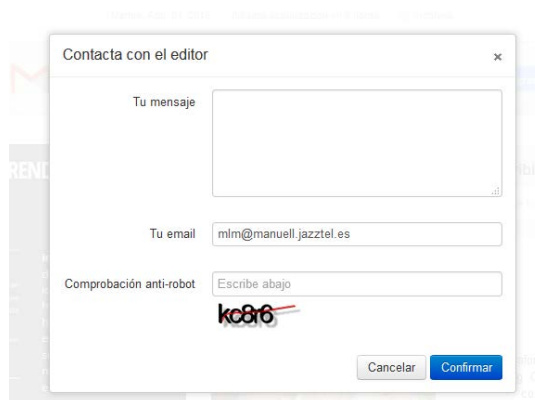 Contacta con el editor
×
Tu mensaje
Tu email
mlm@manuell.jazztel.es
Comprobación anti-robot
Escribe abajo
kc8r6
Cancelar
Confirmar